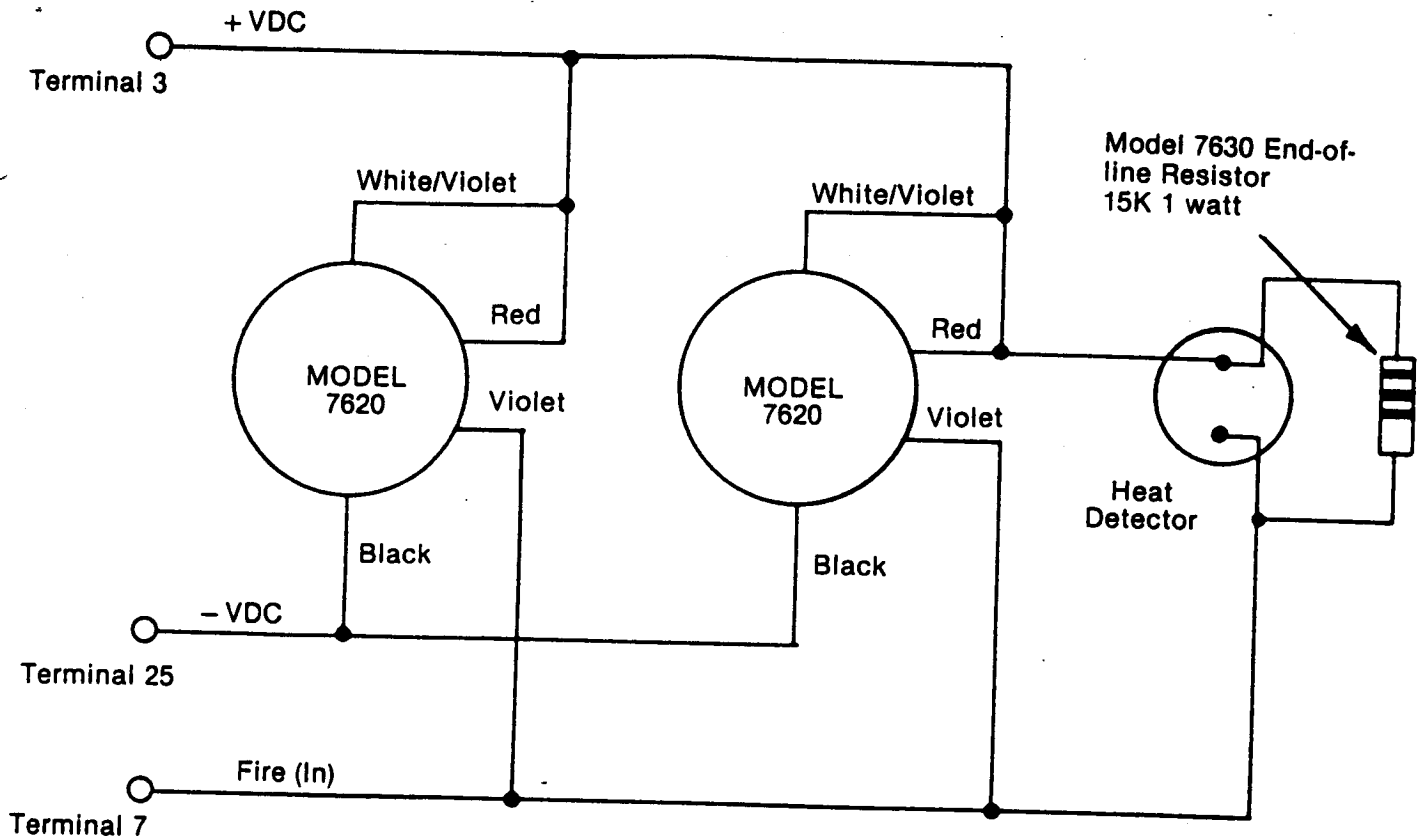 + VDC
Terminal 3
Model 7630 End-of-
line Resistor
15K 1 watt
White/Violet
White/Violet
Red
Red
MODEL
7620
MODEL
7620
Violet
Violet
Heat
Detector
Black
Black
– VDC
Terminal 25
Fire (In)
Terminal 7